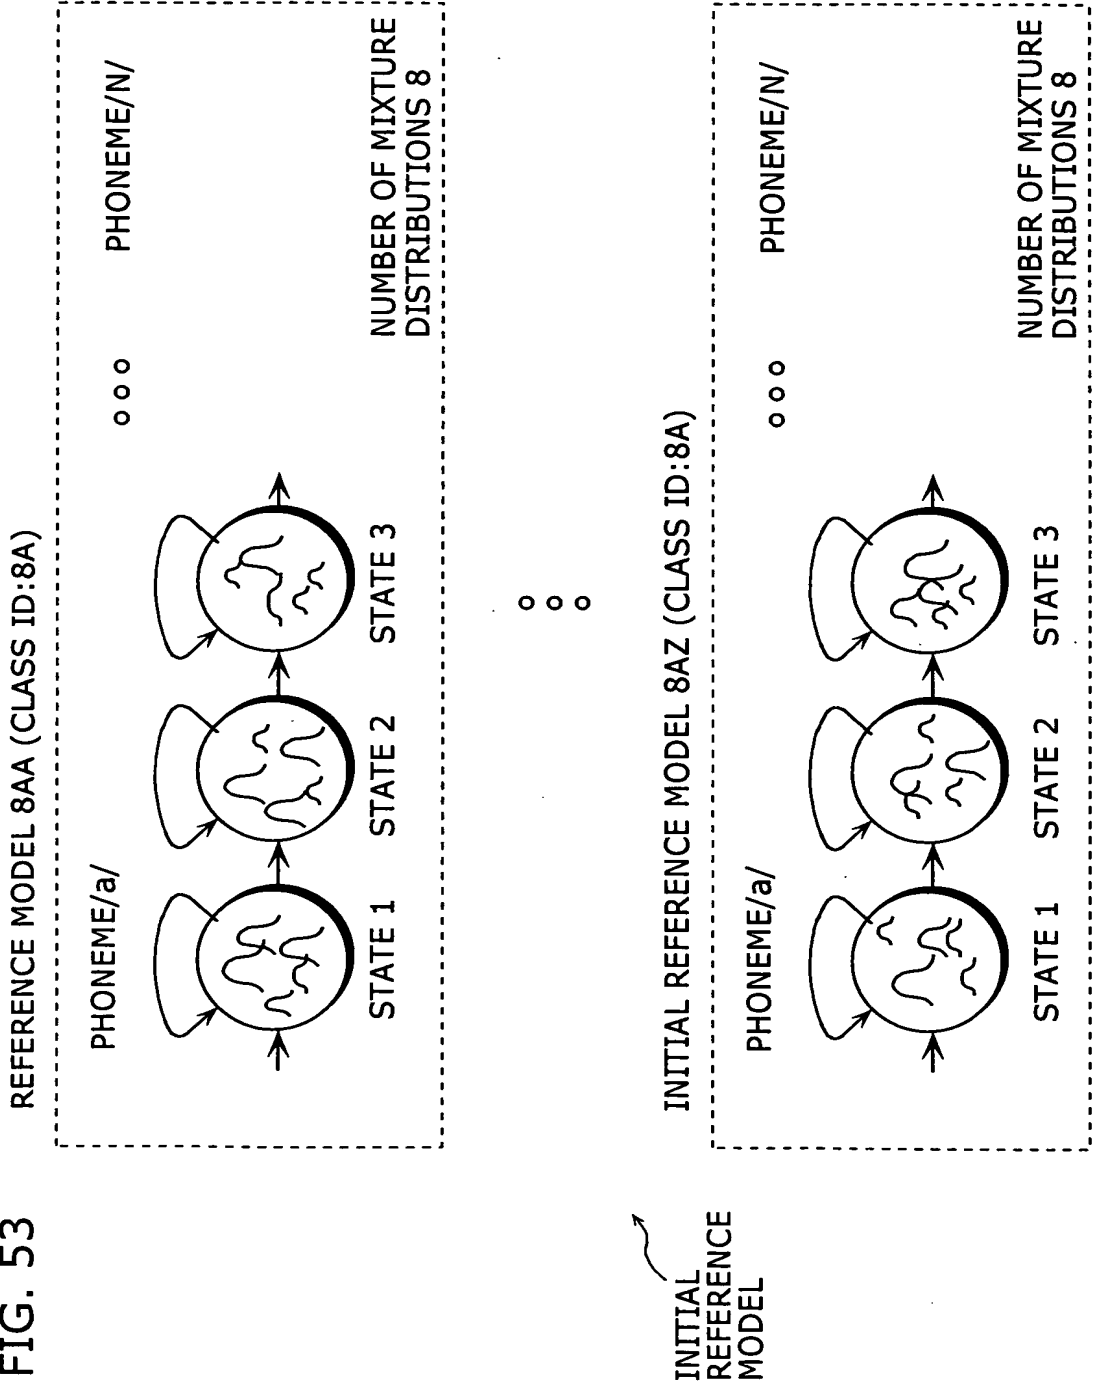 FIG. 53
REFERENCE MODEL 8AA (CLASS ID:8A)
PHONEME/a/
PHONEME/N/
STATE 1
STATE 2
STATE 3
NUMBER OF MIXTURE
DISTRIBUTIONS 8
INITIAL
REFERENCE
MODEL
INITIAL REFERENCE MODEL 8AZ (CLASS ID:8A)
PHONEME/a/
PHONEME/N/
STATE 1
STATE 2
STATE 3
NUMBER OF MIXTURE
DISTRIBUTIONS 8